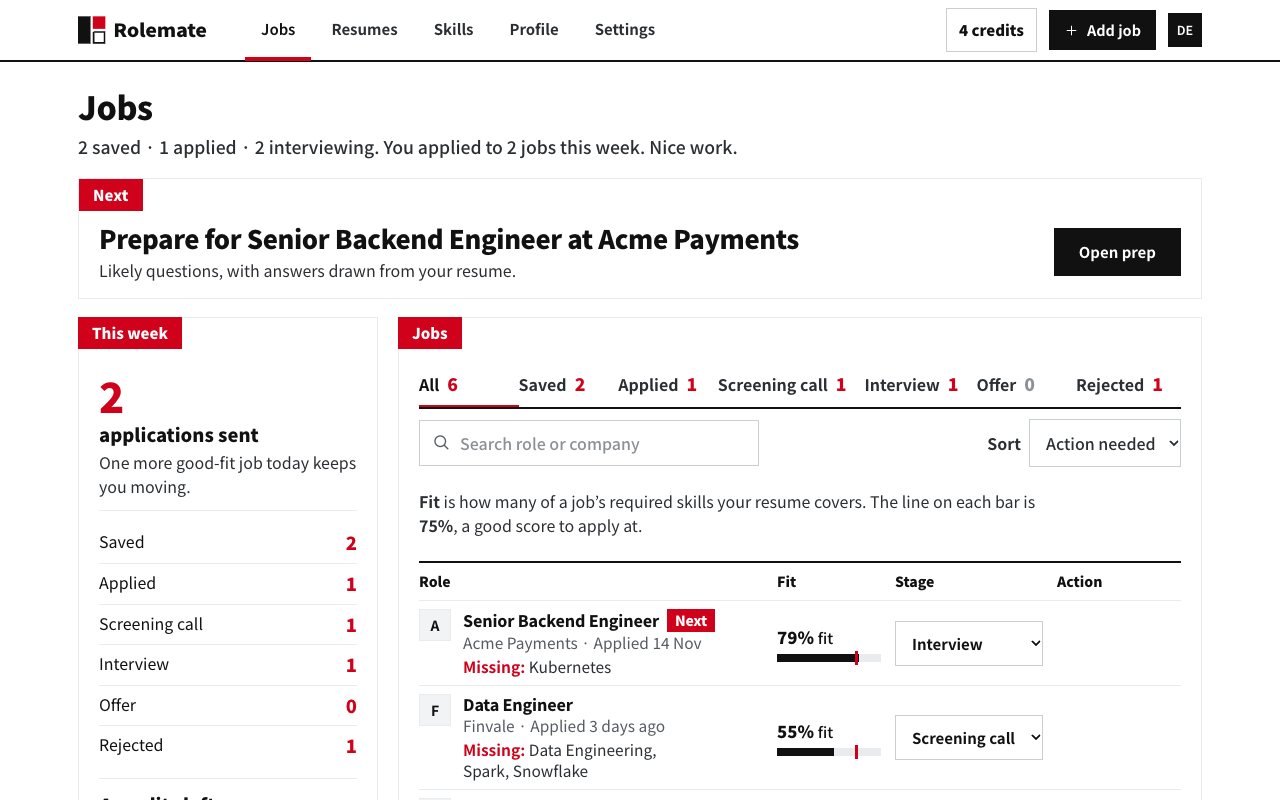 Rolemate
Jobs
Resumes
Skills
Profile
Settings
4 credits
+ Add job
DE
Jobs
2 saved · 1 applied · 2 interviewing. You applied to 2 jobs this week. Nice work.
Next
Prepare for Senior Backend Engineer at Acme Payments
Likely questions, with answers drawn from your resume.
Open prep
This week
2
applications sent
One more good-fit job today keeps
you moving.
Saved 2
Applied 1
Screening call 1
Interview 1
Offer 0
Rejected 1
Jobs
All 6
Saved 2
Applied 1
Screening call 1
Interview 1
Offer 0
Rejected 1
Search role or company
Sort
Action needed
Fit is how many of a job’s required skills your resume covers. The line on each bar is
75%, a good score to apply at.
Role
Fit
Stage
Action
A
Senior Backend Engineer Next
Acme Payments · Applied 14 Nov
Missing: Kubernetes
79% fit
Interview
F
Data Engineer
Finvale · Applied 3 days ago
Missing: Data Engineering,
Spark, Snowflake
55% fit
Screening call